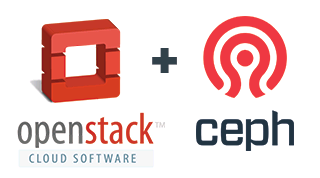 +
openstack™ ceph
CLOUD SOFTWARE